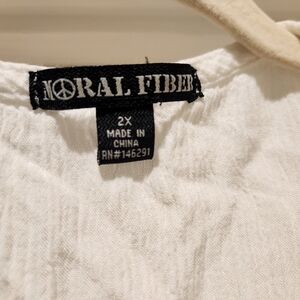 MORAL FIBER
2X
MADE IN
CHINA
RN#146291